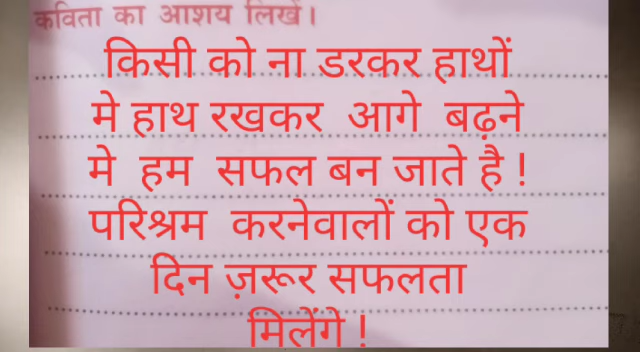 कविता का आशय लिखें।
किसी को ना डरकर हाथों
मे हाथ रखकर आगे बढ़ने
मे हम सफल बन जाते है !
परिश्रम करनेवालों को एक
दिन ज़रूर सफलता
मिलेंगे !